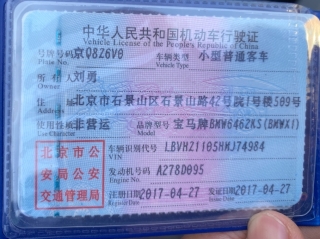 中华人民共和国机动车行驶证
Vehicle License of the People's Republic of China
号牌号码 京Q8Z6V0 车辆类型 小型普通客车
Plate No. Vehicle Type
所有人 刘勇
住址 北京市石景山区石景山路42号院1号楼509号
使用性质 非营运 品牌型号 宝马牌BMW6462KS(BMWX1)
北京市公安局公安交通管理局
车辆识别代号 LBVHZ1105HMJ74984
VIN
发动机号码 A278D095
Engine No.
注册日期 2017-04-27 发证日期 2017-04-27
Register Date Issue Date